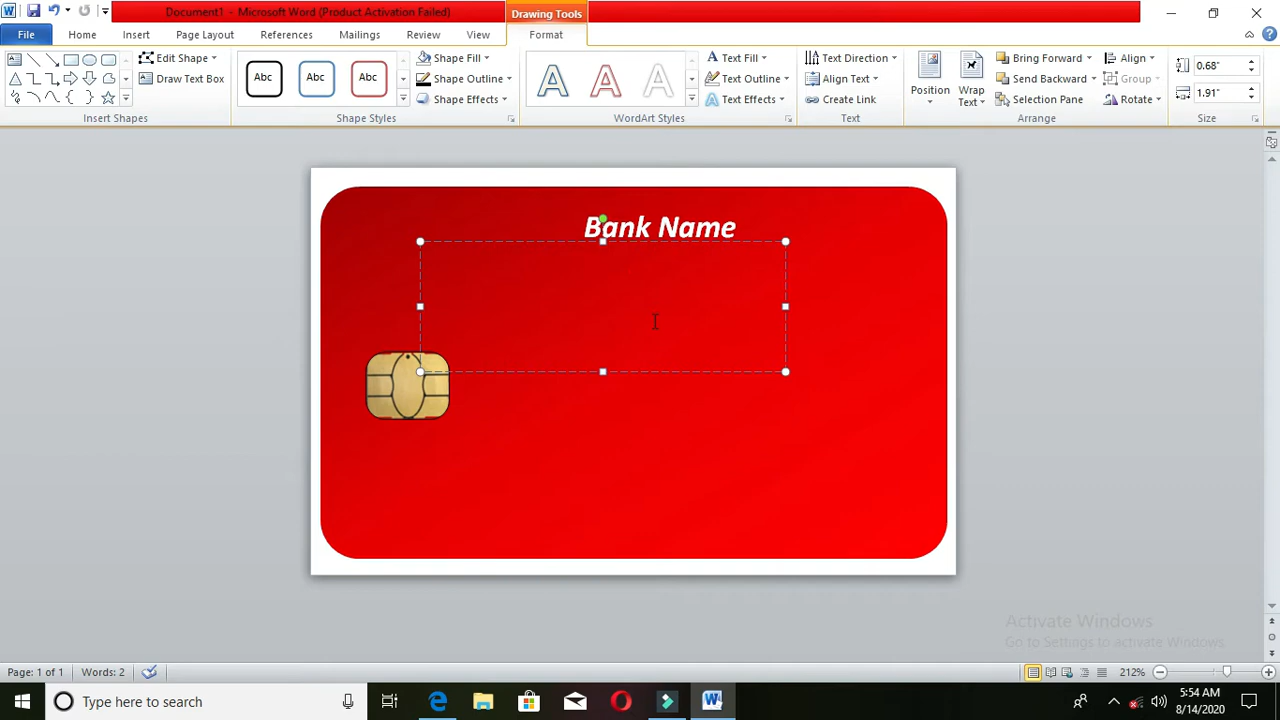 Document1 - Microsoft Word (Product Activation Failed)
Drawing Tools
File
Home
Insert
Page Layout
References
Mailings
Review
View
Format
Edit Shape
Draw Text Box
Insert Shapes
Abc
Abc
Abc
Shape Fill
Shape Outline
Shape Effects
Shape Styles
A
A
A
Text Fill
Text Outline
Text Effects
WordArt Styles
Text Direction
Align Text
Create Link
Text
Position
Wrap
Text
Bring Forward
Send Backward
Selection Pane
Align
Group
Rotate
Arrange
0.68"
1.91"
Size
Bank Name
Activate Windows
Go to Settings to activate Windows.
Page: 1 of 1
Words: 2
212%
Type here to search
5:54 AM
8/14/2020